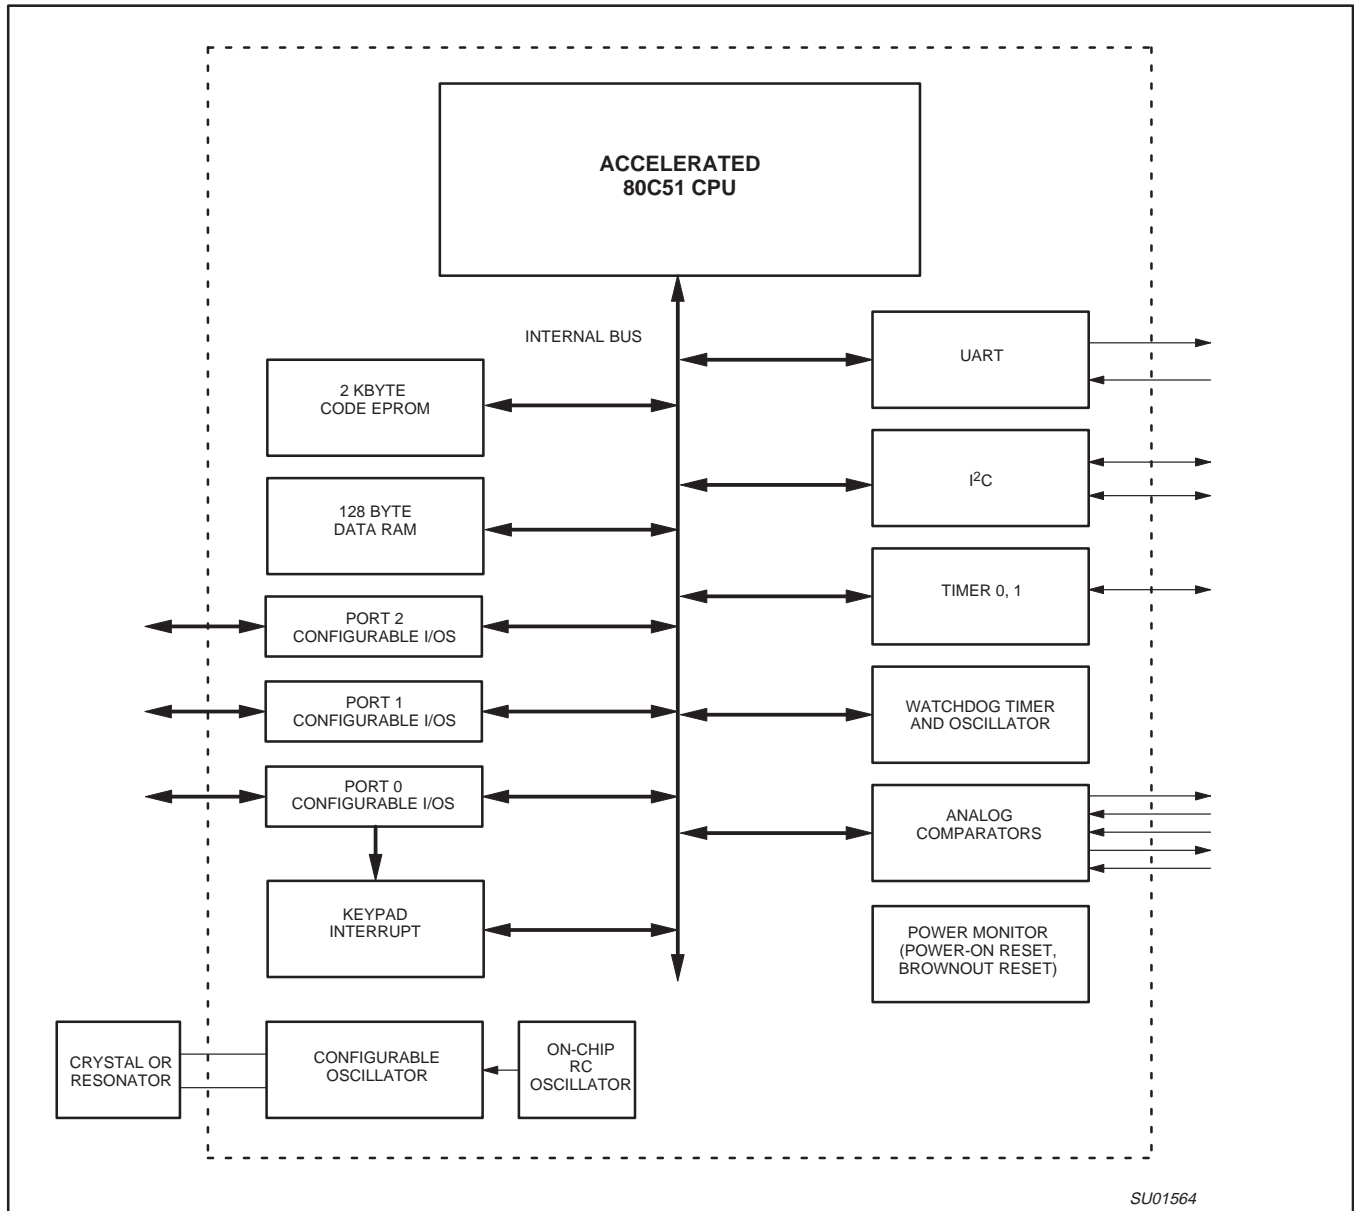 ACCELERATED
80C51 CPU
INTERNAL BUS
UART
2 KBYTE
CODE EPROM
I²C
128 BYTE
DATA RAM
TIMER 0, 1
PORT 2
CONFIGURABLE I/OS
PORT 1
CONFIGURABLE I/OS
WATCHDOG TIMER
AND OSCILLATOR
PORT 0
CONFIGURABLE I/OS
ANALOG
COMPARATORS
KEYPAD
INTERRUPT
POWER MONITOR
(POWER-ON RESET,
BROWNOUT RESET)
CRYSTAL OR
RESONATOR
CONFIGURABLE
OSCILLATOR
ON-CHIP
RC
OSCILLATOR
SU01564